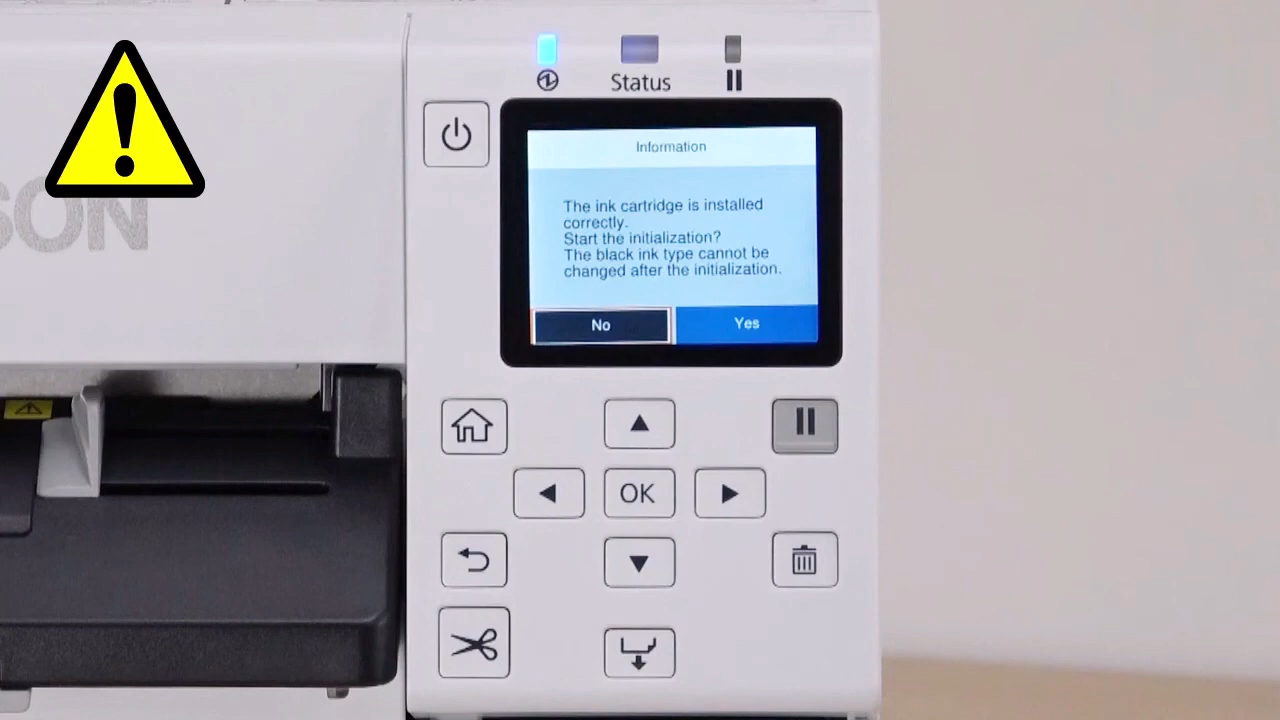 Status
SON
Information
The ink cartridge is installed
correctly.
Start the initialization?
The black ink type cannot be
changed after the initialization.
No
Yes
OK